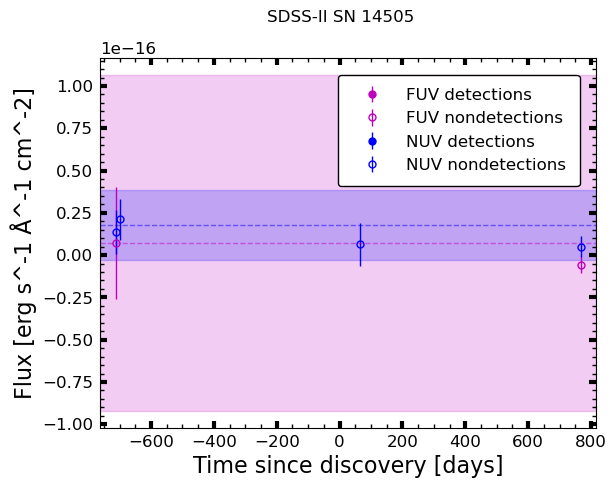 SDSS-II SN 14505
1e−16
1.00
0.75
0.50
0.25
0.00
−0.25
−0.50
−0.75
−1.00
Flux [erg s^-1 Å^-1 cm^-2]
FUV detections
FUV nondetections
NUV detections
NUV nondetections
−600 −400 −200 0 200 400 600 800
Time since discovery [days]